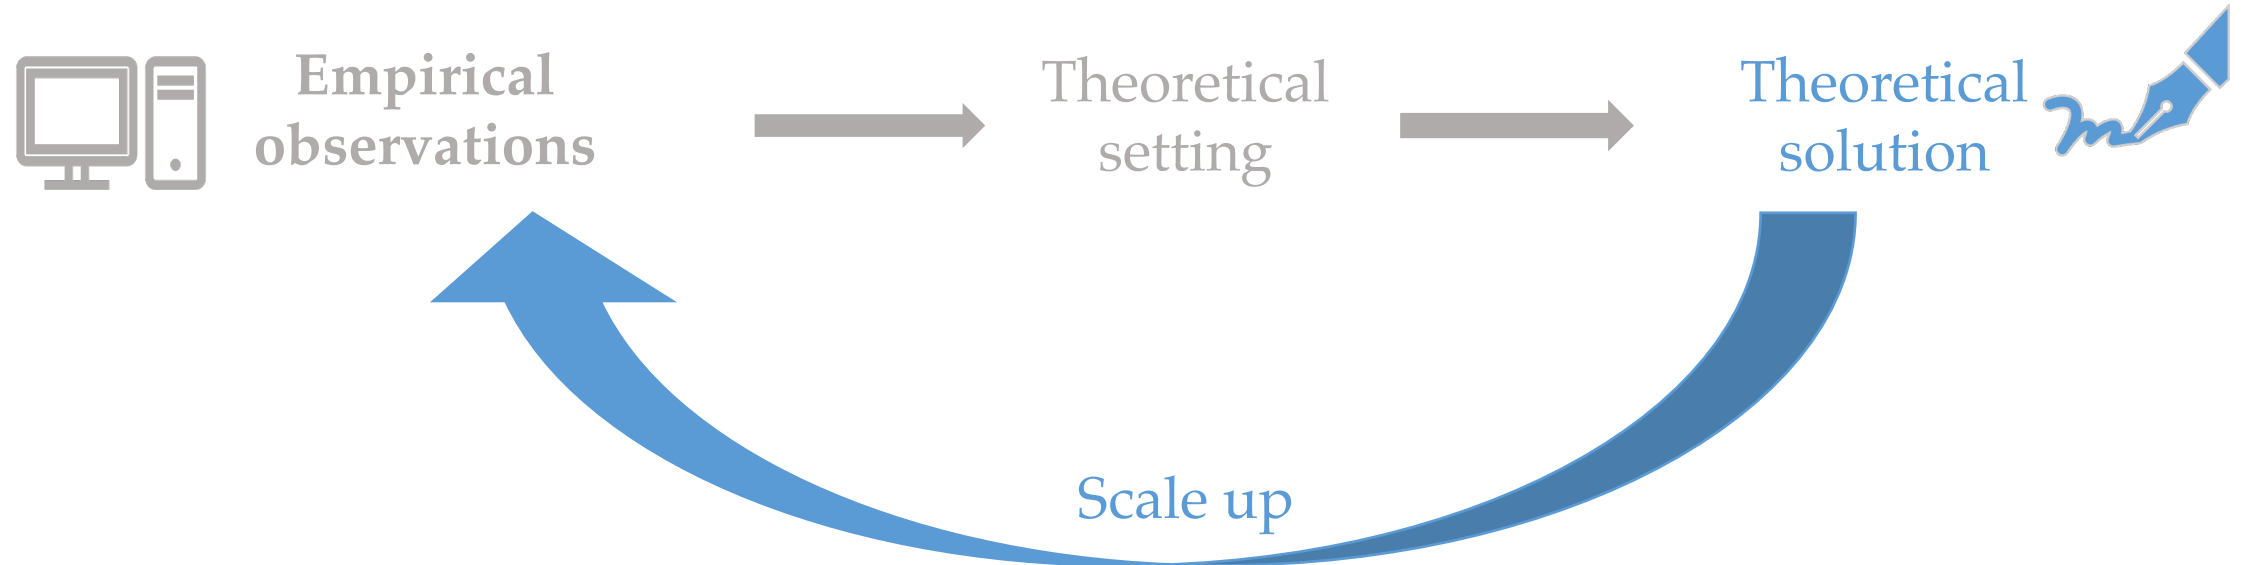 Empirical
observations
Theoretical
setting
Theoretical
solution
Scale up